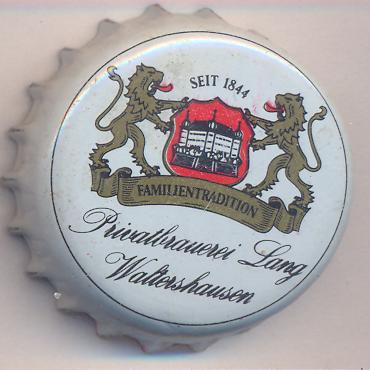 SEIT 1844
FAMILIENTRADITION
Privatbrauerei Lang
Waltershausen